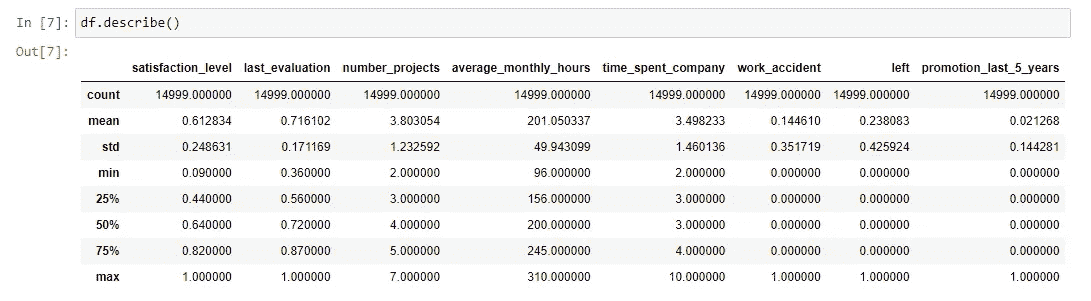 In [7]: df.describe()
Out[7]:
satisfaction_level last_evaluation number_projects average_monthly_hours time_spent_company work_accident left promotion_last_5_years
count 14999.000000 14999.000000 14999.000000 14999.000000 14999.000000 14999.000000 14999.000000 14999.000000
mean 0.612834 0.716102 3.803054 201.050337 3.498233 0.144610 0.238083 0.021268
std 0.248631 0.171169 1.232592 49.943099 1.460136 0.351719 0.425924 0.144281
min 0.090000 0.360000 2.000000 96.000000 2.000000 0.000000 0.000000 0.000000
25% 0.440000 0.560000 3.000000 156.000000 3.000000 0.000000 0.000000 0.000000
50% 0.640000 0.720000 4.000000 200.000000 3.000000 0.000000 0.000000 0.000000
75% 0.820000 0.870000 5.000000 245.000000 4.000000 0.000000 0.000000 0.000000
max 1.000000 1.000000 7.000000 310.000000 10.000000 1.000000 1.000000 1.000000